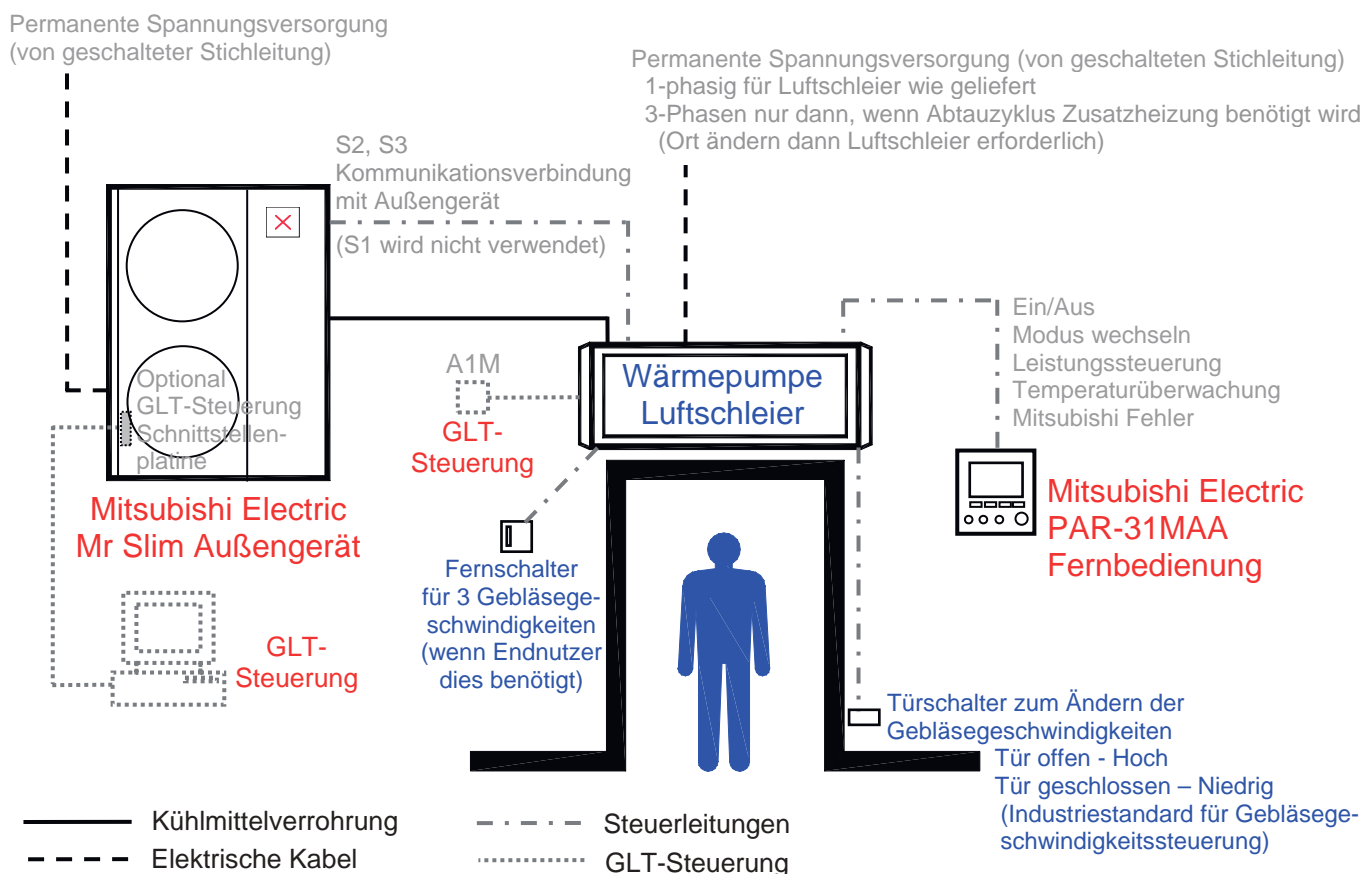 Permanente Spannungsversorgung
(von geschalteter Stichleitung)
Permanente Spannungsversorgung (von geschalteten Stichleitung)
1-phasig für Luftschleier wie geliefert
3-Phasen nur dann, wenn Abtauzyklus Zusatzheizung benötigt wird
(Ort ändern dann Luftschleier erforderlich)
S2, S3
Kommunikationsverbindung
mit Außengerät
(S1 wird nicht verwendet)
Ein/Aus
Modus wechseln
Leistungssteuerung
Temperaturüberwachung
Mitsubishi Fehler
A1M
GLT-
Steuerung
Wärmepumpe
Luftschleier
Optional
GLT-Steuerung
Schnittstellen-
platine
Mitsubishi Electric
Mr Slim Außengerät
Mitsubishi Electric
PAR-31MAA
Fernbedienung
Fernschalter
für 3 Gebläsege-
schwindigkeiten
(wenn Endnutzer
dies benötigt)
GLT-
Steuerung
Türschalter zum Ändern der
Gebläsegeschwindigkeiten
Tür offen - Hoch
Tür geschlossen – Niedrig
(Industriestandard für Gebläsege-
schwindigkeitssteuerung)
Kühlmittelverrohrung
Elektrische Kabel
Steuerleitungen
GLT-Steuerung